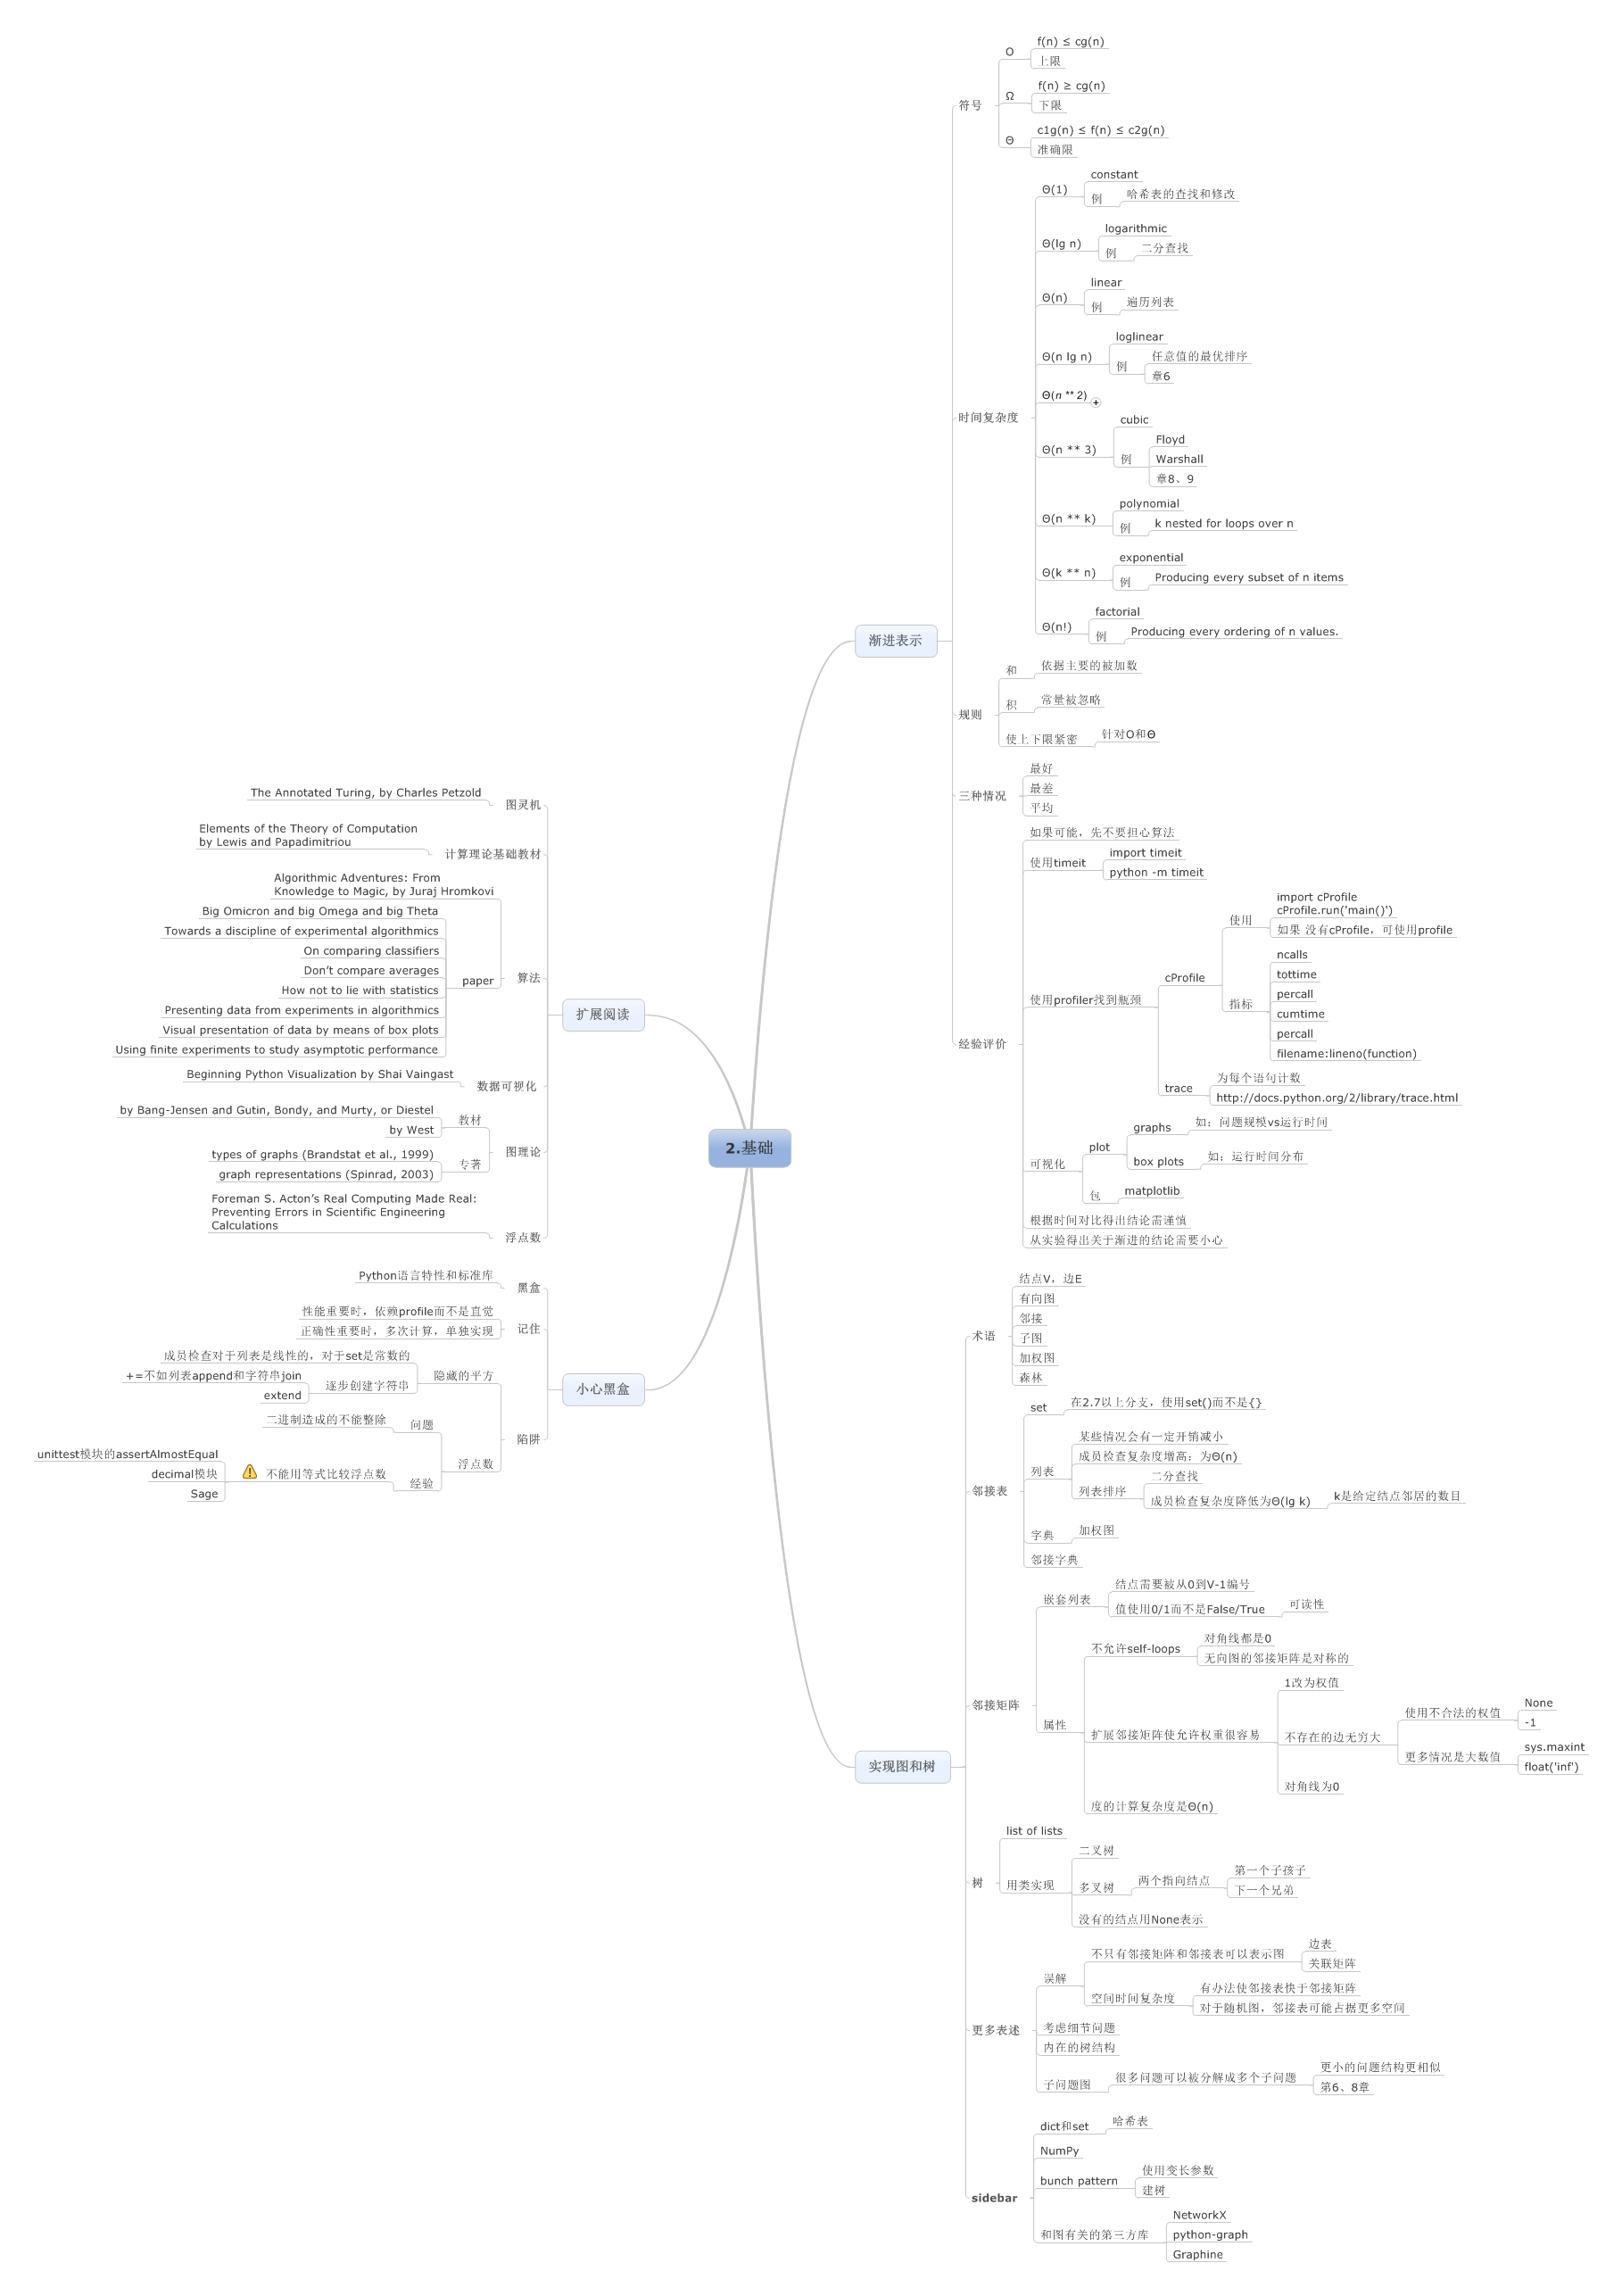 2.基础
渐进表示
符号
O
f(n) ≤ cg(n)
上限
Ω
f(n) ≥ cg(n)
下限
Θ
c1g(n) ≤ f(n) ≤ c2g(n)
准确限
时间复杂度
Θ(1)
constant
例
哈希表的查找和修改
Θ(lg n)
logarithmic
例
二分查找
Θ(n)
linear
例
遍历列表
Θ(n lg n)
loglinear
例
任意值的最优排序
章6
Θ(n ** 2)
Θ(n ** 3)
cubic
例
Floyd
Warshall
章8、9
Θ(n ** k)
polynomial
例
k nested for loops over n
Θ(k ** n)
exponential
例
Producing every subset of n items
Θ(n!)
factorial
例
Producing every ordering of n values.
规则
和
依据主要的被加数
积
常量被忽略
使上下限紧密
针对O和Θ
三种情况
最好
最差
平均
经验评价
如果可能，先不要担心算法
使用timeit
import timeit
python -m timeit
使用profiler找到瓶颈
cProfile
使用
import cProfile
cProfile.run('main()')
如果 没有cProfile，可使用profile
指标
ncalls
tottime
percall
cumtime
percall
filename:lineno(function)
trace
为每个语句计数
http://docs.python.org/2/library/trace.html
可视化
plot
graphs
如：问题规模vs运行时间
box plots
如：运行时间分布
包
matplotlib
根据时间对比得出结论需谨慎
从实验得出关于渐进的结论需要小心
扩展阅读
图灵机
The Annotated Turing, by Charles Petzold
计算理论基础教材
Elements of the Theory of Computation
by Lewis and Papadimitriou
算法
Algorithmic Adventures: From
Knowledge to Magic, by Juraj Hromkovi
paper
Big Omicron and big Omega and big Theta
Towards a discipline of experimental algorithmics
On comparing classifiers
Don’t compare averages
How not to lie with statistics
Presenting data from experiments in algorithmics
Visual presentation of data by means of box plots
Using finite experiments to study asymptotic performance
数据可视化
Beginning Python Visualization by Shai Vaingast
图理论
教材
by Bang-Jensen and Gutin, Bondy, and Murty, or Diestel
by West
专著
types of graphs (Brandstat et al., 1999)
graph representations (Spinrad, 2003)
浮点数
Foreman S. Acton’s Real Computing Made Real:
Preventing Errors in Scientific Engineering
Calculations
小心黑盒
黑盒
Python语言特性和标准库
记住
性能重要时，依赖profile而不是直觉
正确性重要时，多次计算，单独实现
陷阱
隐藏的平方
成员检查对于列表是线性的，对于set是常数的
逐步创建字符串
+=不如列表append和字符串join
extend
浮点数
问题
二进制造成的不能整除
经验
不能用等式比较浮点数
unittest模块的assertAlmostEqual
decimal模块
Sage
实现图和树
术语
结点V，边E
有向图
邻接
子图
加权图
森林
邻接表
set
在2.7以上分支，使用set()而不是{}
列表
某些情况会有一定开销减小
成员检查复杂度增高：为Θ(n)
列表排序
二分查找
成员检查复杂度降低为Θ(lg k)
k是给定结点邻居的数目
字典
加权图
邻接字典
邻接矩阵
嵌套列表
结点需要被从0到V-1编号
值使用0/1而不是False/True
可读性
属性
不允许self-loops
对角线都是0
无向图的邻接矩阵是对称的
扩展邻接矩阵使允许权重很容易
1改为权值
不存在的边无穷大
使用不合法的权值
None
-1
更多情况是大数值
sys.maxint
float('inf')
对角线为0
度的计算复杂度是Θ(n)
树
list of lists
用类实现
二叉树
多叉树
两个指向结点
第一个子孩子
下一个兄弟
没有的结点用None表示
更多表述
误解
不只有邻接矩阵和邻接表可以表示图
边表
关联矩阵
空间时间复杂度
有办法使邻接表快于邻接矩阵
对于随机图，邻接表可能占据更多空间
考虑细节问题
内在的树结构
子问题图
很多问题可以被分解成多个子问题
更小的问题结构更相似
第6、8章
sidebar
dict和set
哈希表
NumPy
bunch pattern
使用变长参数
建树
和图有关的第三方库
NetworkX
python-graph
Graphine